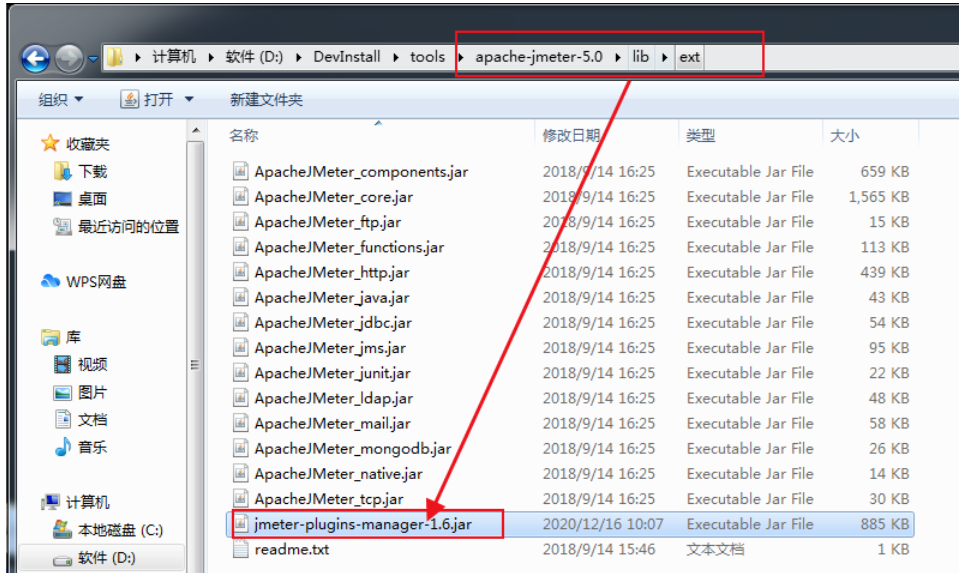 计算机 软件 (D:) DevInstall tools apache-jmeter-5.0 lib ext
组织 打开 新建文件夹
收藏夹
下载
桌面
最近访问的位置
WPS网盘
库
视频
图片
文档
音乐
计算机
本地磁盘 (C:)
软件 (D:)
名称 修改日期 类型 大小
ApacheJMeter_components.jar 2018/9/14 16:25 Executable Jar File 659 KB
ApacheJMeter_core.jar 2018/9/14 16:25 Executable Jar File 1,565 KB
ApacheJMeter_ftp.jar 2018/9/14 16:25 Executable Jar File 15 KB
ApacheJMeter_functions.jar 2018/9/14 16:25 Executable Jar File 113 KB
ApacheJMeter_http.jar 2018/9/14 16:25 Executable Jar File 439 KB
ApacheJMeter_java.jar 2018/9/14 16:25 Executable Jar File 43 KB
ApacheJMeter_jdbc.jar 2018/9/14 16:25 Executable Jar File 54 KB
ApacheJMeter_jms.jar 2018/9/14 16:25 Executable Jar File 95 KB
ApacheJMeter_junit.jar 2018/9/14 16:25 Executable Jar File 22 KB
ApacheJMeter_ldap.jar 2018/9/14 16:25 Executable Jar File 48 KB
ApacheJMeter_mail.jar 2018/9/14 16:25 Executable Jar File 58 KB
ApacheJMeter_mongodb.jar 2018/9/14 16:25 Executable Jar File 26 KB
ApacheJMeter_native.jar 2018/9/14 16:25 Executable Jar File 14 KB
ApacheJMeter_tcp.jar 2018/9/14 16:25 Executable Jar File 30 KB
jmeter-plugins-manager-1.6.jar 2020/12/16 10:07 Executable Jar File 885 KB
readme.txt 2018/9/14 15:46 文本文档 1 KB